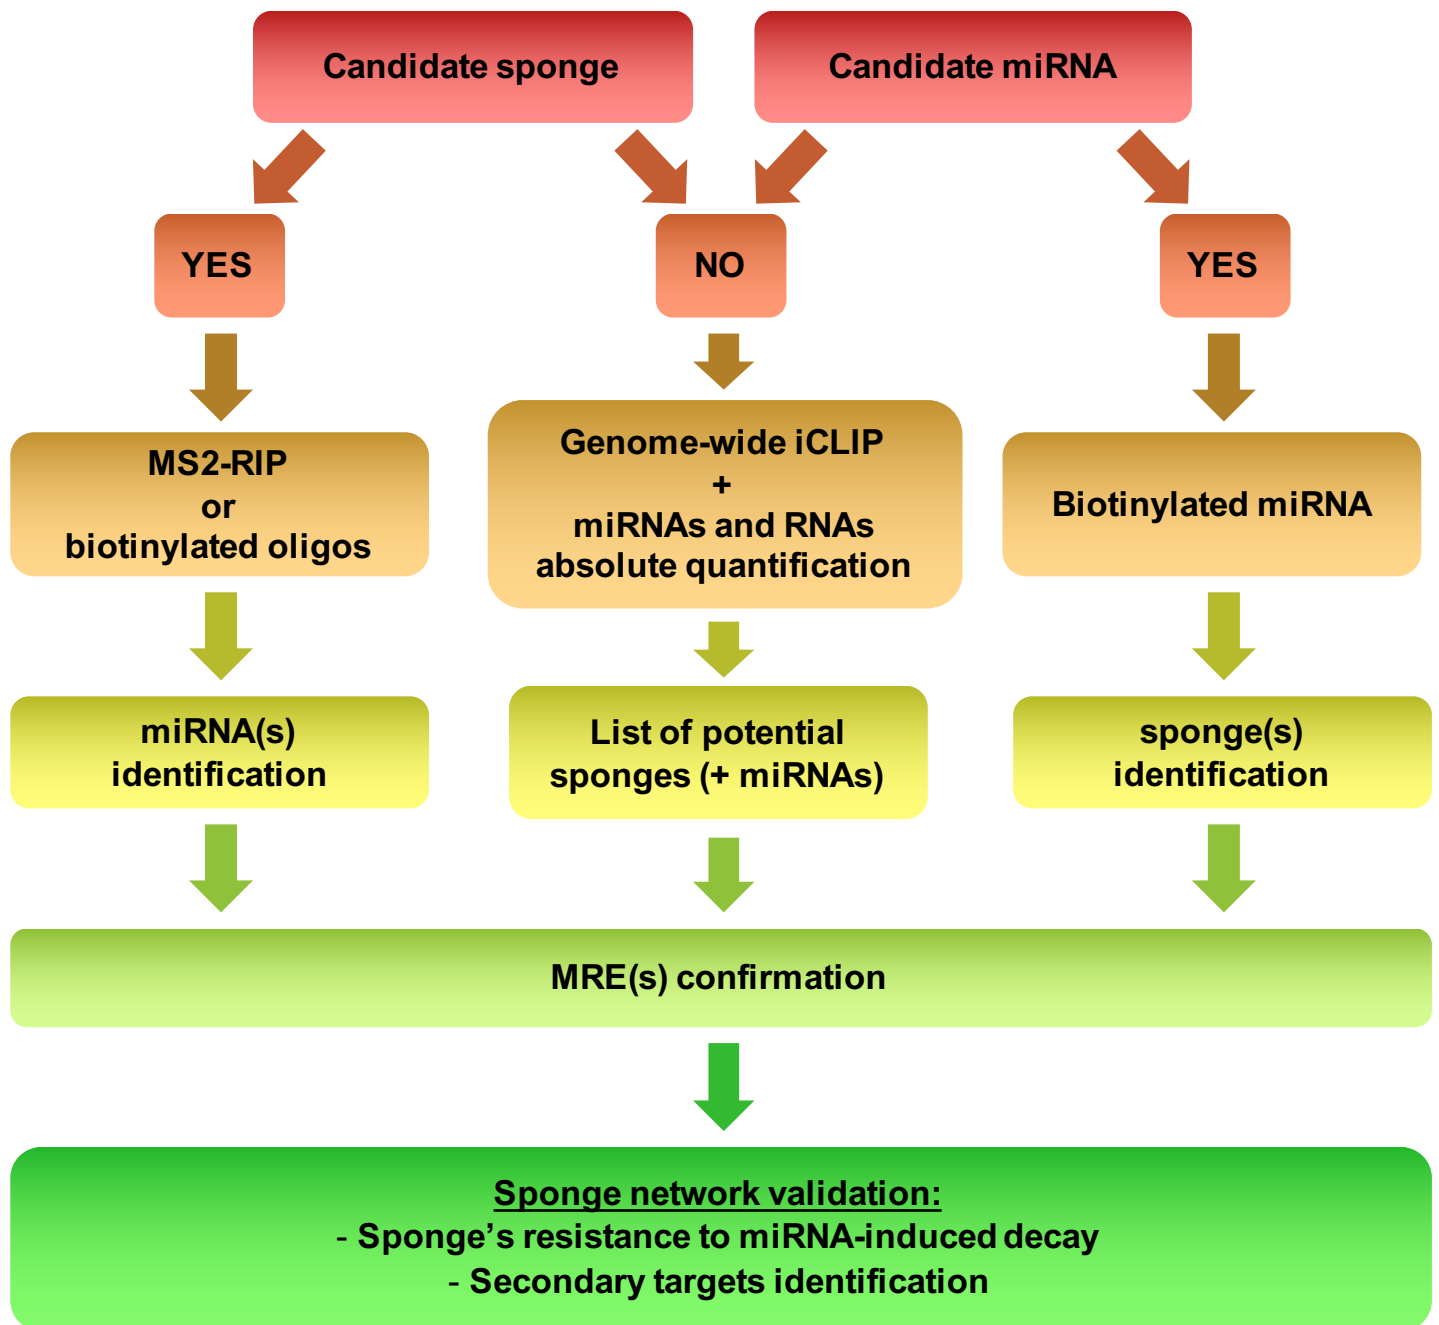 Candidate sponge
Candidate miRNA
YES
NO
YES
MS2-RIP
or
biotinylated oligos
Genome-wide iCLIP
+
miRNAs and RNAs
absolute quantification
Biotinylated miRNA
miRNA(s)
identification
List of potential
sponges (+ miRNAs)
sponge(s)
identification
MRE(s) confirmation
Sponge network validation:
- Sponge’s resistance to miRNA-induced decay
- Secondary targets identification